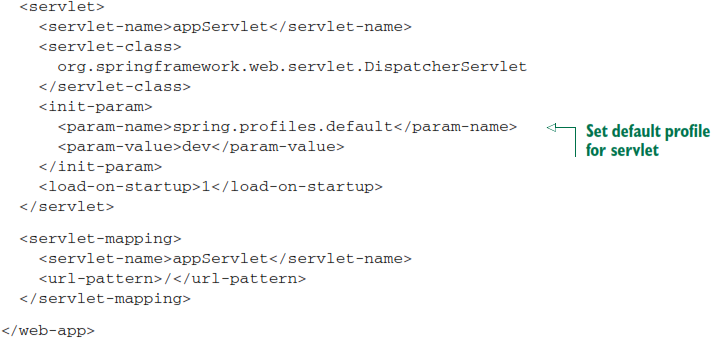 <servlet>
<servlet-name>appServlet</servlet-name>
<servlet-class>
org.springframework.web.servlet.DispatcherServlet
</servlet-class>
<init-param>
<param-name>spring.profiles.default</param-name>
<param-value>dev</param-value>
</init-param>
<load-on-startup>1</load-on-startup>
</servlet>
<servlet-mapping>
<servlet-name>appServlet</servlet-name>
<url-pattern>/</url-pattern>
</servlet-mapping>
</web-app>
Set default profile
for servlet